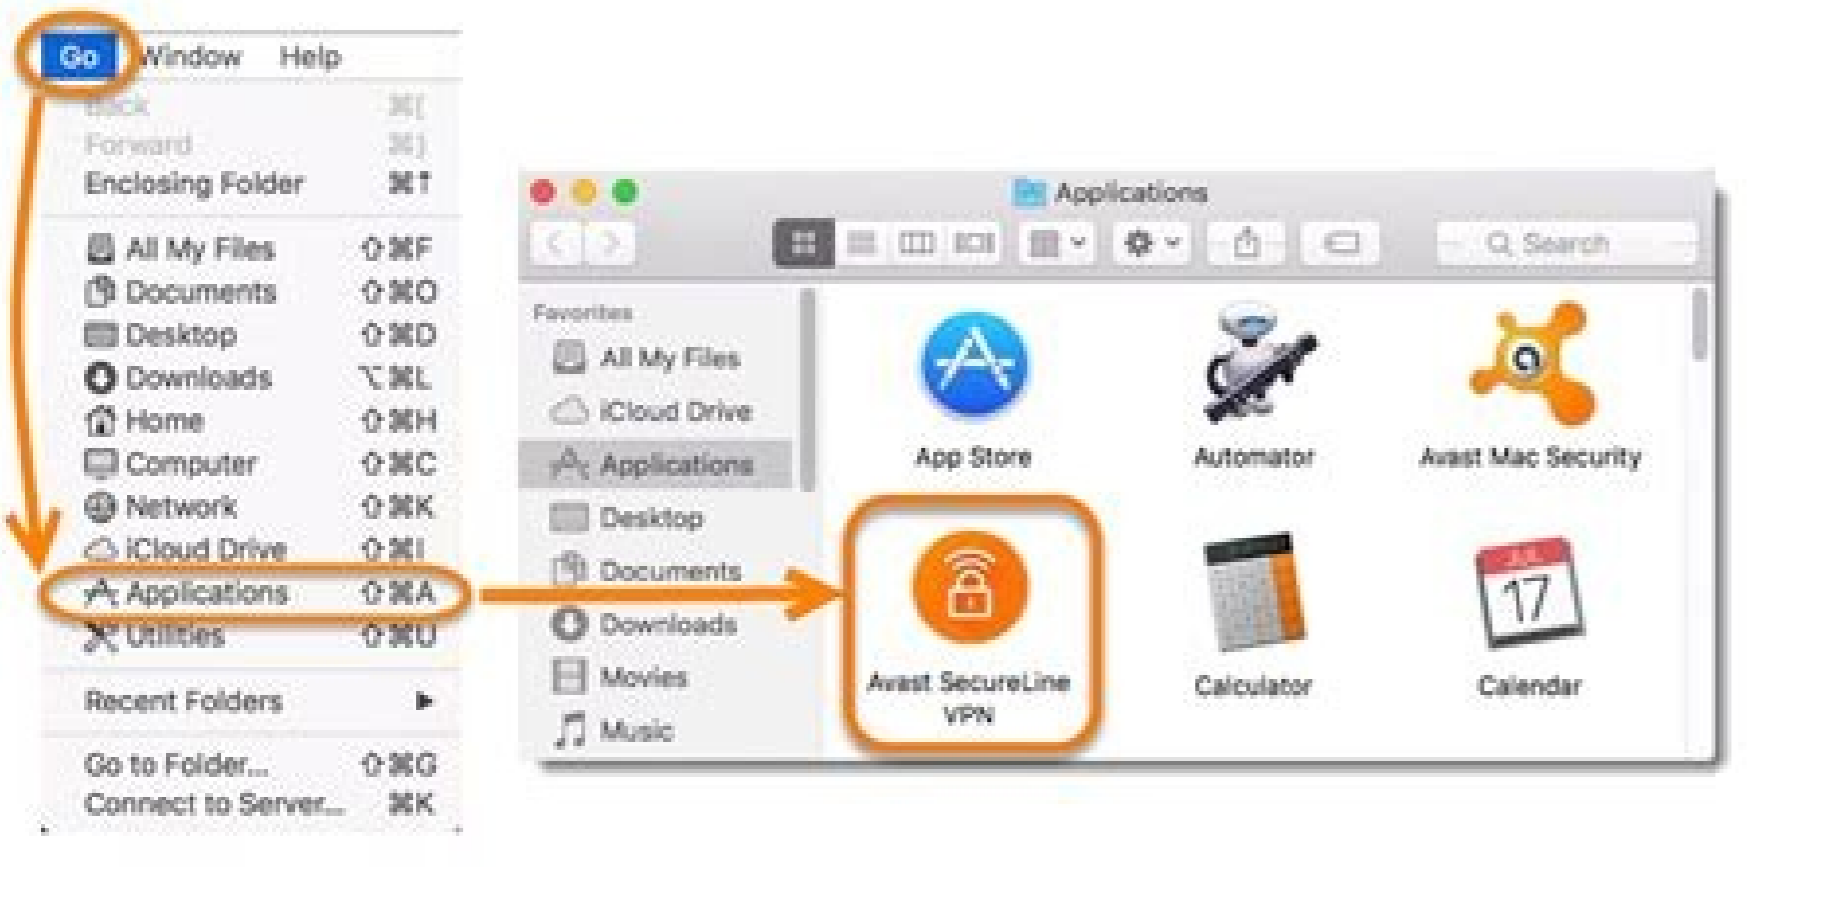 Go Window Help
Back ⌘[
Forward ⌘]
Enclosing Folder ⌘↑
All My Files ⇧⌘F
Documents ⇧⌘O
Desktop ⇧⌘D
Downloads ⌥⌘L
Home ⇧⌘H
Computer ⇧⌘C
Network ⇧⌘K
iCloud Drive ⇧⌘I
Applications ⇧⌘A
Utilities ⇧⌘U
Recent Folders ▶
Go to Folder... ⇧⌘G
Connect to Server... ⌘K
Applications
Search
Favorites
All My Files
iCloud Drive
Applications
Desktop
Documents
Downloads
Movies
Music
App Store
Automator
Avast Mac Security
Avast SecureLine
VPN
Calculator
JUL
17
Calendar